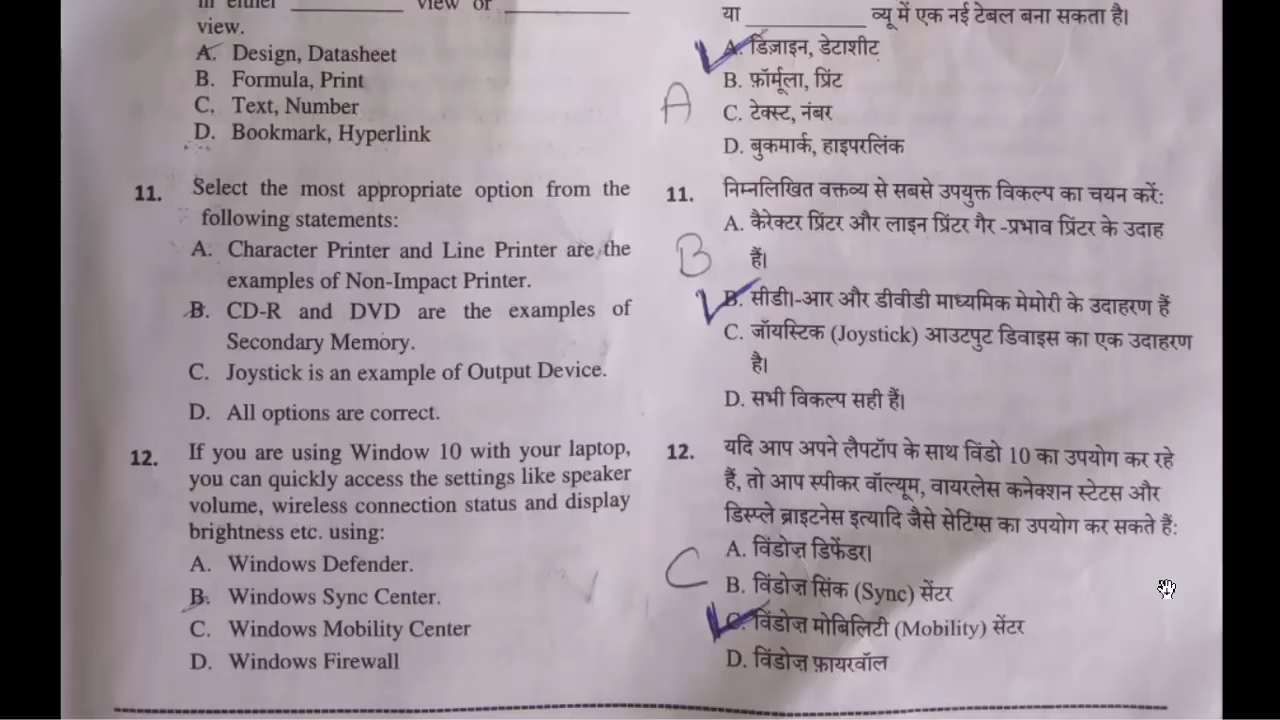 in either __________ view or __________
view.
A. Design, Datasheet
B. Formula, Print
C. Text, Number
D. Bookmark, Hyperlink
11. Select the most appropriate option from the
following statements:
A. Character Printer and Line Printer are the
examples of Non-Impact Printer.
B. CD-R and DVD are the examples of
Secondary Memory.
C. Joystick is an example of Output Device.
D. All options are correct.
12. If you are using Window 10 with your laptop,
you can quickly access the settings like speaker
volume, wireless connection status and display
brightness etc. using:
A. Windows Defender.
B. Windows Sync Center.
C. Windows Mobility Center
D. Windows Firewall
या __________ व्यू में एक नई टेबल बना सकता है।
A. डिज़ाइन, डेटाशीट
B. फ़ॉर्मूला, प्रिंट
A
C. टेक्स्ट, नंबर
D. बुकमार्क, हाइपरलिंक
11. निम्नलिखित वक्तव्य से सबसे उपयुक्त विकल्प का चयन करें:
A. कैरेक्टर प्रिंटर और लाइन प्रिंटर गैर -प्रभाव प्रिंटर के उदाह
B
हैं।
B. सीडी।-आर और डीवीडी माध्यमिक मेमोरी के उदाहरण हैं
C. जॉयस्टिक (Joystick) आउटपुट डिवाइस का एक उदाहरण
है।
D. सभी विकल्प सही हैं।
12. यदि आप अपने लैपटॉप के साथ विंडो 10 का उपयोग कर रहे
हैं, तो आप स्पीकर वॉल्यूम, वायरलेस कनेक्शन स्टेटस और
डिस्प्ले ब्राइटनेस इत्यादि जैसे सेटिंग्स का उपयोग कर सकते हैं:
A. विंडोज़ डिफेंडर।
C
B. विंडोज़ सिंक (Sync) सेंटर
C. विंडोज़ मोबिलिटी (Mobility) सेंटर
D. विंडोज़ फ़ायरवॉल